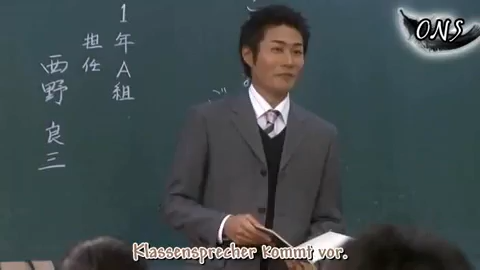 1年A組
担任
西野 良三
ONS
Klassensprecher kommt vor.